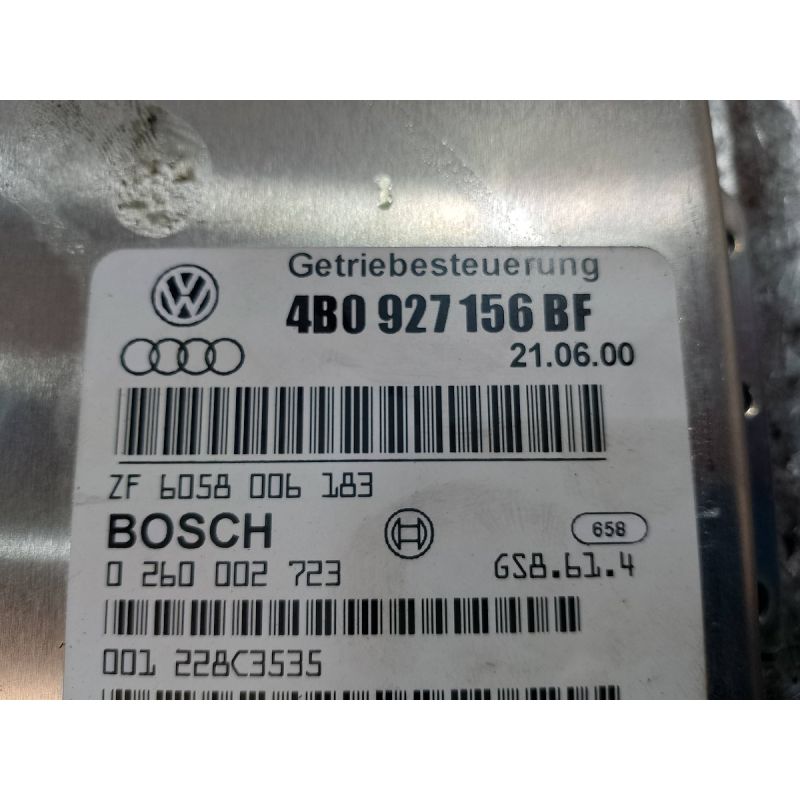 Getriebesteuerung
4B0 927 156 BF
21.06.00
ZF 6058 006 183
BOSCH
658
0 260 002 723
GS8.61.4
001 228C3535